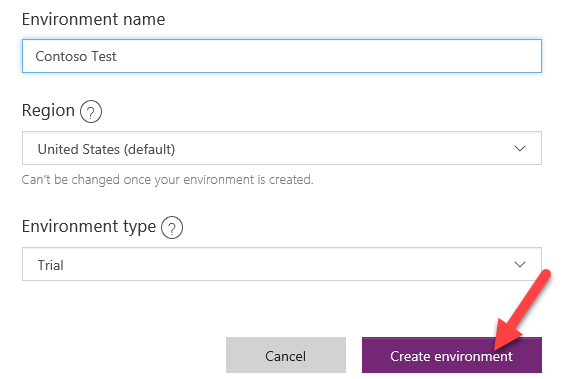 Environment name
Contoso Test
Region ?
United States (default)
Can't be changed once your environment is created.
Environment type ?
Trial
Cancel Create environment